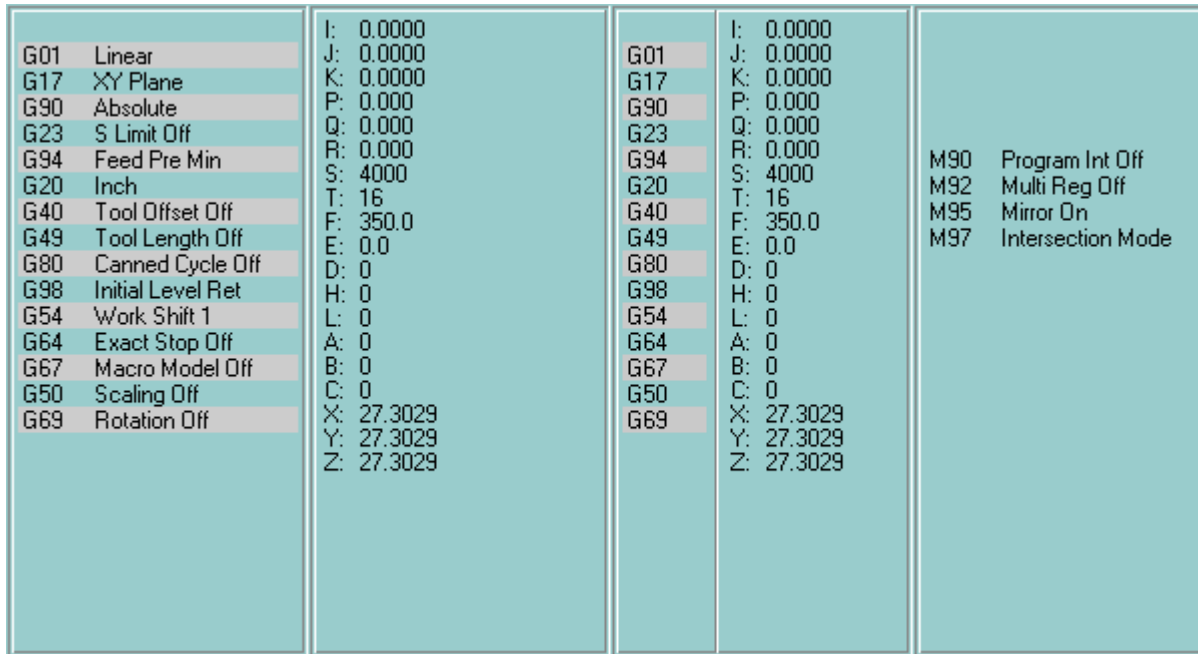 G01 Linear
G17 XY Plane
G90 Absolute
G23 S Limit Off
G94 Feed Pre Min
G20 Inch
G40 Tool Offset Off
G49 Tool Length Off
G80 Canned Cycle Off
G98 Initial Level Ret
G54 Work Shift 1
G64 Exact Stop Off
G67 Macro Model Off
G50 Scaling Off
G69 Rotation Off
I: 0.0000
J: 0.0000
K: 0.0000
P: 0.000
Q: 0.000
R: 0.000
S: 4000
T: 16
F: 350.0
E: 0.0
D: 0
H: 0
L: 0
A: 0
B: 0
C: 0
X: 27.3029
Y: 27.3029
Z: 27.3029
G01
G17
G90
G23
G94
G20
G40
G49
G80
G98
G54
G64
G67
G50
G69
I: 0.0000
J: 0.0000
K: 0.0000
P: 0.000
Q: 0.000
R: 0.000
S: 4000
T: 16
F: 350.0
E: 0.0
D: 0
H: 0
L: 0
A: 0
B: 0
C: 0
X: 27.3029
Y: 27.3029
Z: 27.3029
M90 Program Int Off
M92 Multi Reg Off
M95 Mirror On
M97 Intersection Mode